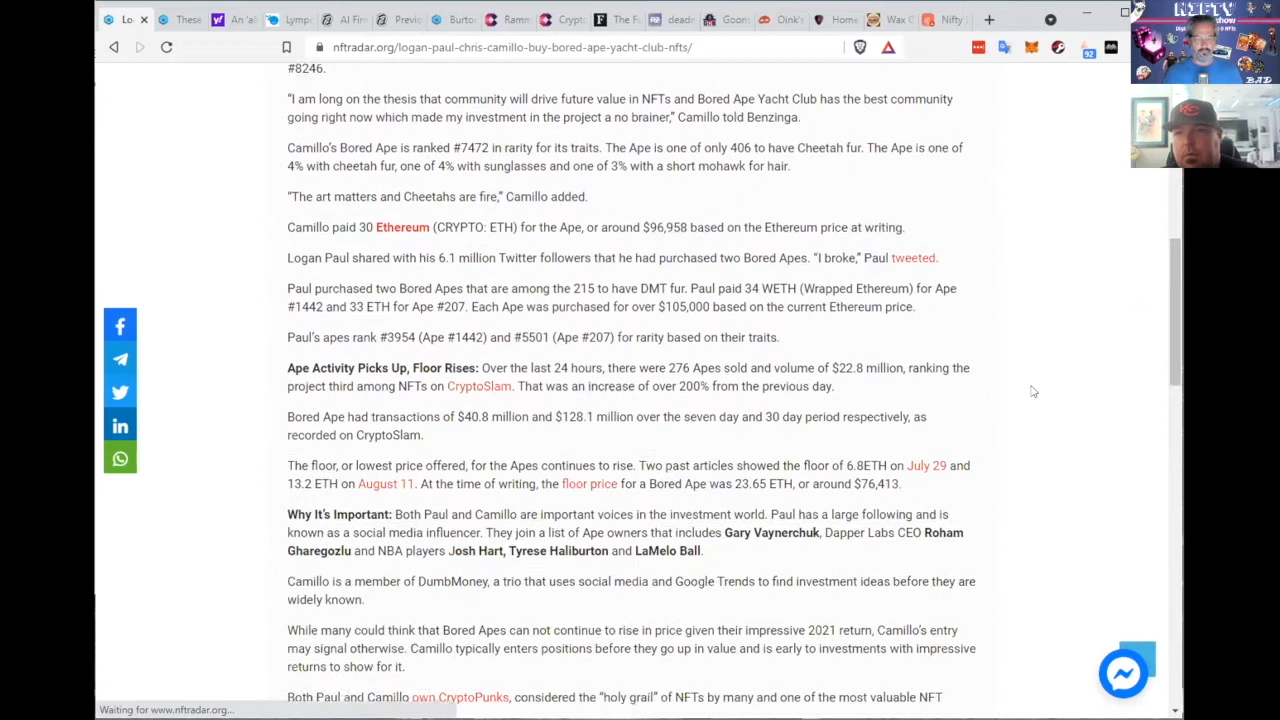 Lo
These
An 'all
Lympo
AI Firs
Previo
Burto
Ramm
Crypto
The Fu
deadm
Goon
Oink's
Home
Wax C
Nifty
nftradar.org/logan-paul-chris-camillo-buy-bored-ape-yacht-club-nfts/
92
NIFTY
show
BAD
#8246.
“I am long on the thesis that community will drive future value in NFTs and Bored Ape Yacht Club has the best community
going right now which made my investment in the project a no brainer,” Camillo told Benzinga.
Camillo’s Bored Ape is ranked #7472 in rarity for its traits. The Ape is one of only 406 to have Cheetah fur. The Ape is one of
4% with cheetah fur, one of 4% with sunglasses and one of 3% with a short mohawk for hair.
“The art matters and Cheetahs are fire,” Camillo added.
Camillo paid 30 Ethereum (CRYPTO: ETH) for the Ape, or around $96,958 based on the Ethereum price at writing.
Logan Paul shared with his 6.1 million Twitter followers that he had purchased two Bored Apes. “I broke,” Paul tweeted.
Paul purchased two Bored Apes that are among the 215 to have DMT fur. Paul paid 34 WETH (Wrapped Ethereum) for Ape
#1442 and 33 ETH for Ape #207. Each Ape was purchased for over $105,000 based on the current Ethereum price.
Paul’s apes rank #3954 (Ape #1442) and #5501 (Ape #207) for rarity based on their traits.
Ape Activity Picks Up, Floor Rises: Over the last 24 hours, there were 276 Apes sold and volume of $22.8 million, ranking the
project third among NFTs on CryptoSlam. That was an increase of over 200% from the previous day.
Bored Ape had transactions of $40.8 million and $128.1 million over the seven day and 30 day period respectively, as
recorded on CryptoSlam.
The floor, or lowest price offered, for the Apes continues to rise. Two past articles showed the floor of 6.8ETH on July 29 and
13.2 ETH on August 11. At the time of writing, the floor price for a Bored Ape was 23.65 ETH, or around $76,413.
Why It’s Important: Both Paul and Camillo are important voices in the investment world. Paul has a large following and is
known as a social media influencer. They join a list of Ape owners that includes Gary Vaynerchuk, Dapper Labs CEO Roham
Gharegozlu and NBA players Josh Hart, Tyrese Haliburton and LaMelo Ball.
Camillo is a member of DumbMoney, a trio that uses social media and Google Trends to find investment ideas before they are
widely known.
While many could think that Bored Apes can not continue to rise in price given their impressive 2021 return, Camillo’s entry
may signal otherwise. Camillo typically enters positions before they go up in value and is early to investments with impressive
returns to show for it.
Both Paul and Camillo own CryptoPunks, considered the “holy grail” of NFTs by many and one of the most valuable NFT
Waiting for www.nftradar.org...